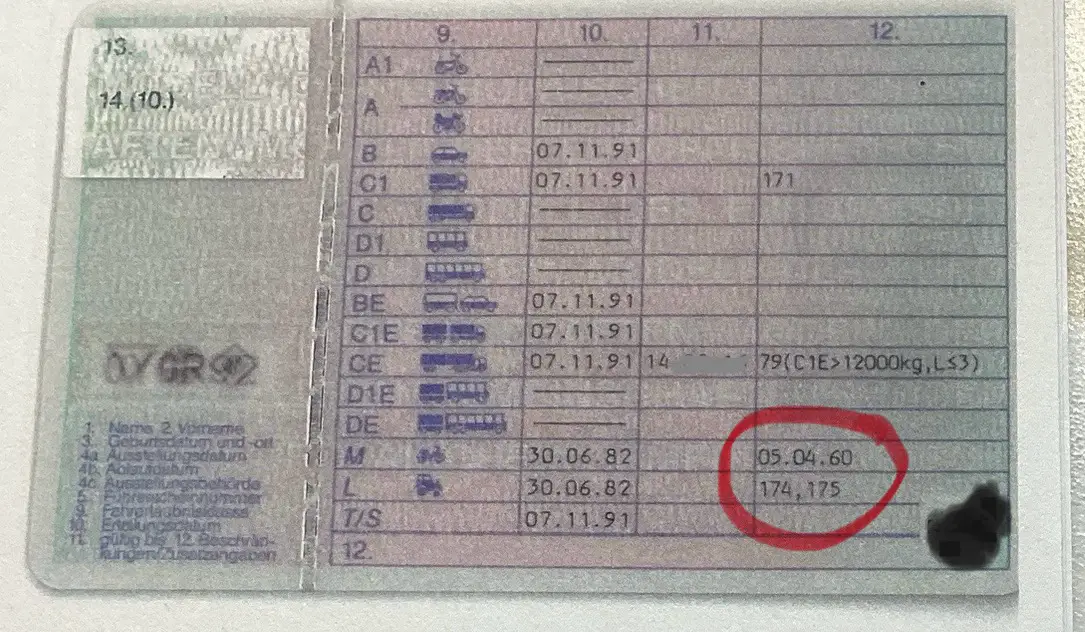 13.
14.(10.)
9. 10. 11. 12.
A1
A
B 07.11.91
C1 07.11.91 171
C
D1
D
BE 07.11.91
C1E 07.11.91
CE 07.11.91 14 79(C1E>12000kg,L≤3)
D1E
DE
M 30.06.82 05.04.60
L 30.06.82 174,175
T/S 07.11.91
12.
1. Name 2. Vorname
3. Geburtsdatum und -ort
4a. Ausstellungsdatum
4b. Ablaufdatum
4c. Ausstellungsbehörde
5. Führerscheinnummer
9. Fahrerlaubnisklasse
10. Erteilungsdatum
11. gültig bis 12. Beschrän-
kungen/Zusatzangaben